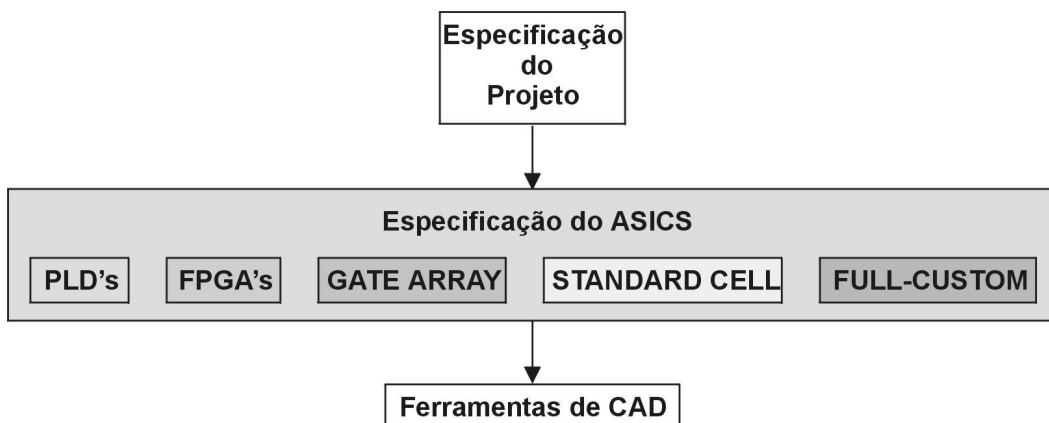 Especificação
do
Projeto
Especificação do ASICS
PLD's FPGA's GATE ARRAY STANDARD CELL FULL-CUSTOM
Ferramentas de CAD